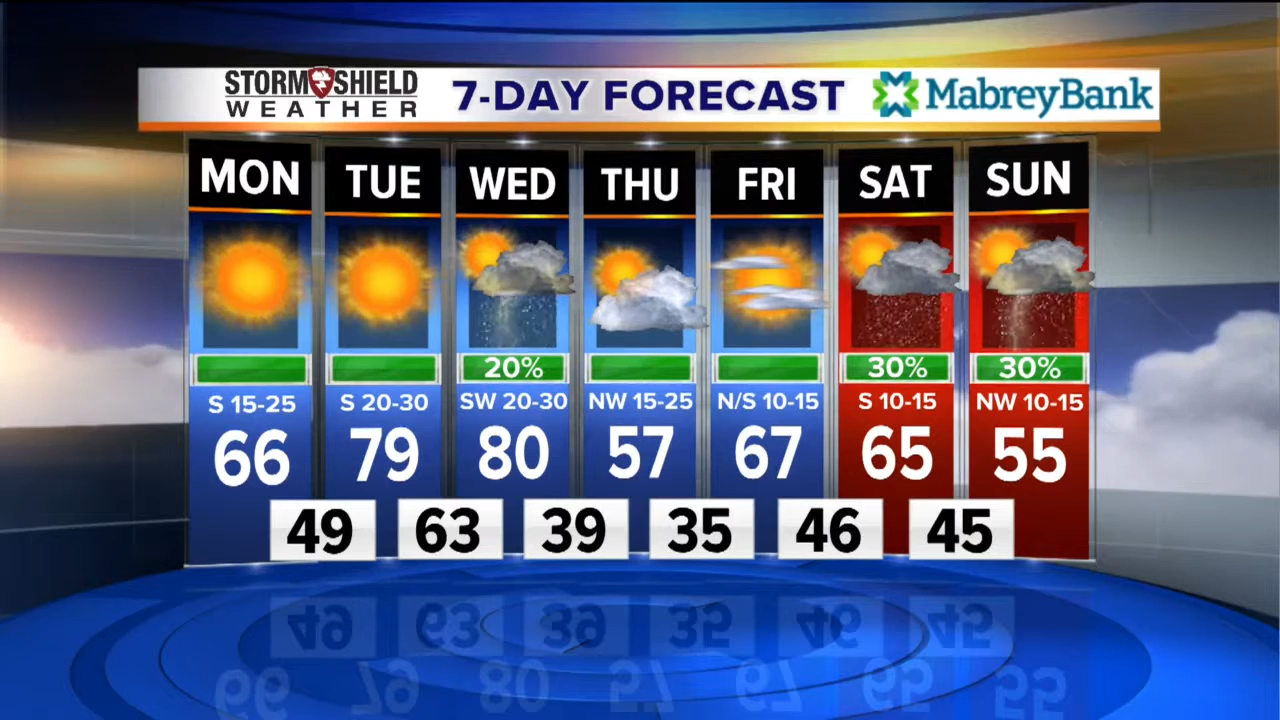 STORM SHIELD
WEATHER
7-DAY FORECAST
MabreyBank
MON TUE WED THU FRI SAT SUN
20% 30% 30%
S 15-25 S 20-30 SW 20-30 NW 15-25 N/S 10-15 S 10-15 NW 10-15
66 79 80 57 67 65 55
49 63 39 35 46 45